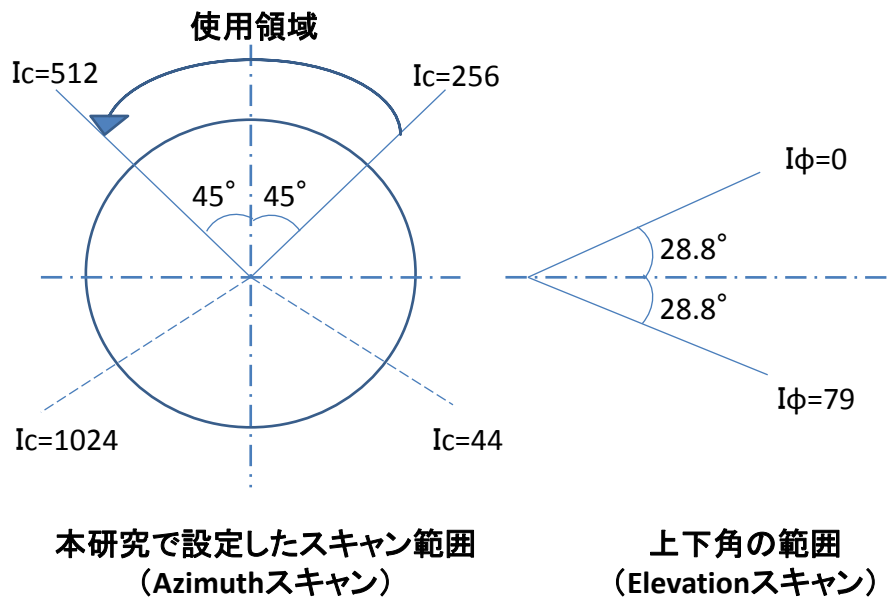 使用領域
Ic=512
Ic=256
45°
45°
Ic=1024
Ic=44
Iϕ=0
28.8°
28.8°
Iϕ=79
本研究で設定したスキャン範囲
（Azimuthスキャン）
上下角の範囲
（Elevationスキャン）